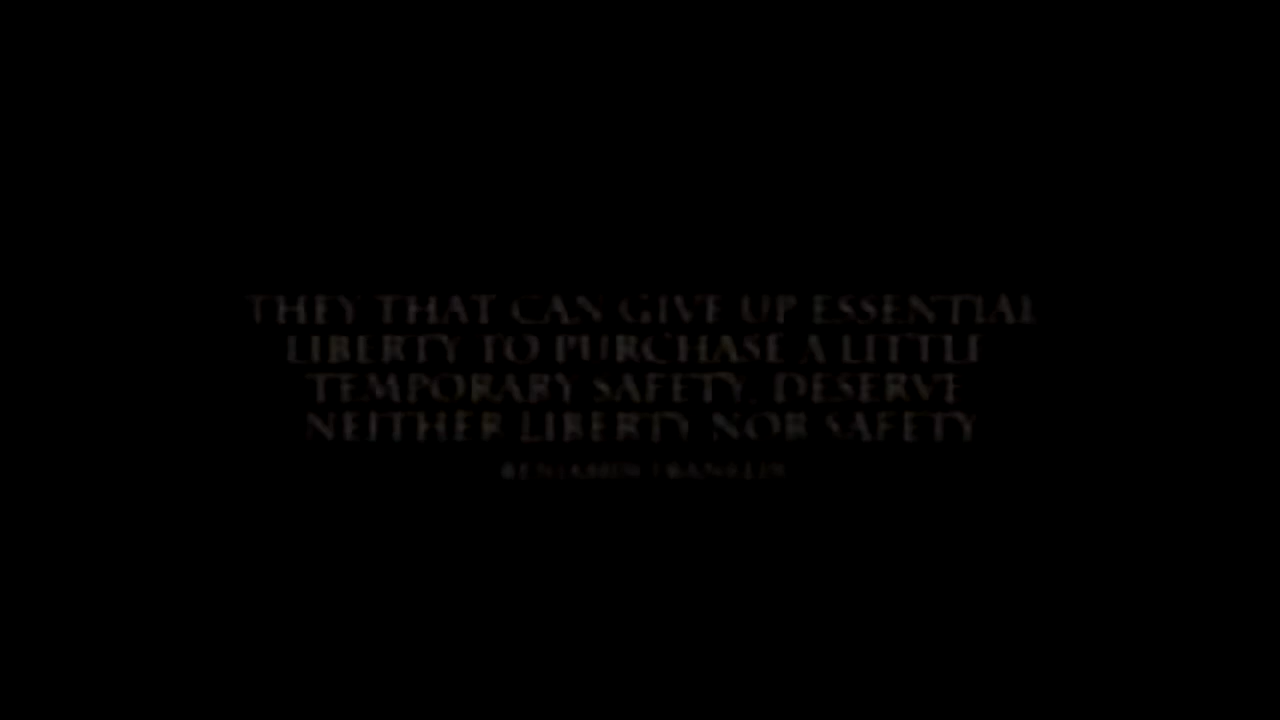 THEY THAT CAN GIVE UP ESSENTIAL
LIBERTY TO PURCHASE A LITTLE
TEMPORARY SAFETY, DESERVE
NEITHER LIBERTY NOR SAFETY
BENJAMIN FRANKLIN